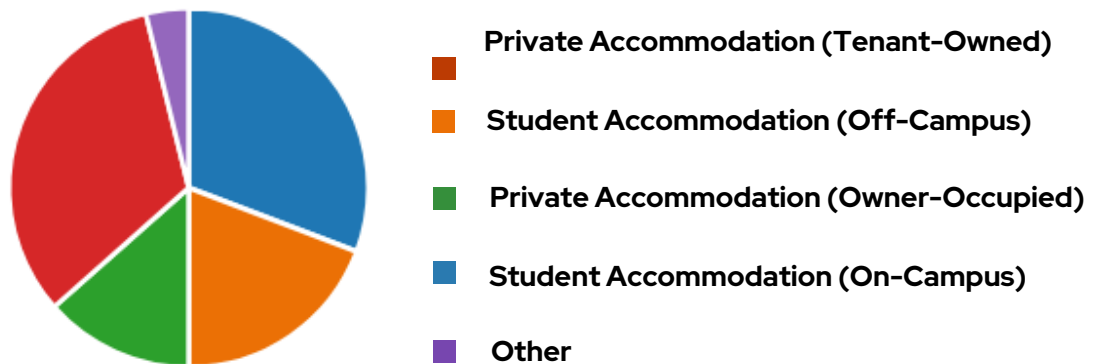 Private Accommodation (Tenant-Owned)
Student Accommodation (Off-Campus)
Private Accommodation (Owner-Occupied)
Student Accommodation (On-Campus)
Other